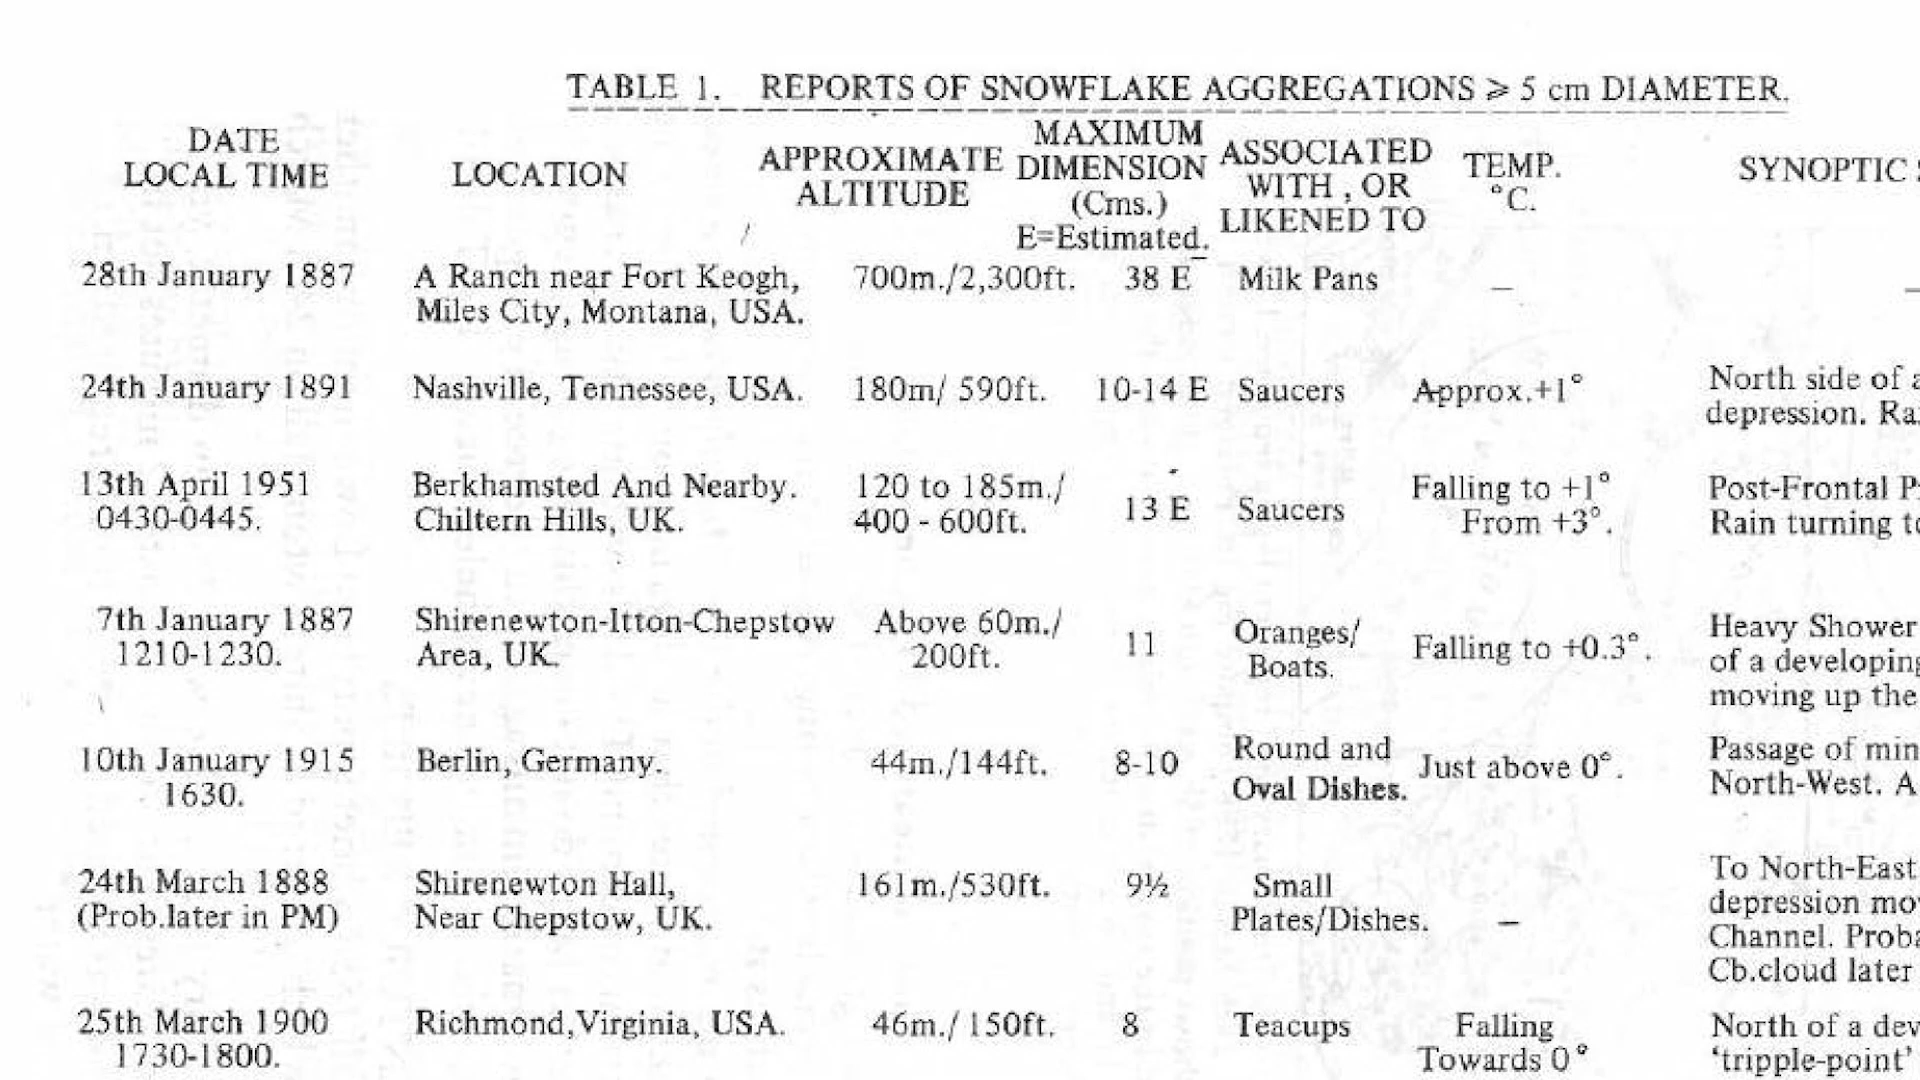 TABLE 1. REPORTS OF SNOWFLAKE AGGREGATIONS ⩾ 5 cm DIAMETER.
DATE
LOCAL TIME
LOCATION
APPROXIMATE
ALTITUDE
MAXIMUM
DIMENSION
(Cms.)
E=Estimated.
ASSOCIATED
WITH , OR
LIKENED TO
TEMP.
°C.
SYNOPTIC
28th January 1887
A Ranch near Fort Keogh,
Miles City, Montana, USA.
700m./2,300ft.
38 E
Milk Pans
–
–
24th January 1891
Nashville, Tennessee, USA.
180m/ 590ft.
10-14 E
Saucers
Approx.+1°
North side of a
depression. Ra
13th April 1951
0430-0445.
Berkhamsted And Nearby.
Chiltern Hills, UK.
120 to 185m./
400 - 600ft.
13 E
Saucers
Falling to +1°
From +3°.
Post-Frontal P
Rain turning to
7th January 1887
1210-1230.
Shirenewton-Itton-Chepstow
Area, UK.
Above 60m./
200ft.
11
Oranges/
Boats.
Falling to +0.3°.
Heavy Shower
of a developing
moving up the
10th January 1915
1630.
Berlin, Germany.
44m./144ft.
8-10
Round and
Oval Dishes.
Just above 0°.
Passage of min
North-West. A
24th March 1888
(Prob.later in PM)
Shirenewton Hall,
Near Chepstow, UK.
161m./530ft.
9½
Small
Plates/Dishes.
–
To North-East
depression mov
Channel. Proba
Cb.cloud later
25th March 1900
1730-1800.
Richmond,Virginia, USA.
46m./ 150ft.
8
Teacups
Falling
Towards 0°
North of a dev
‘tripple-point’